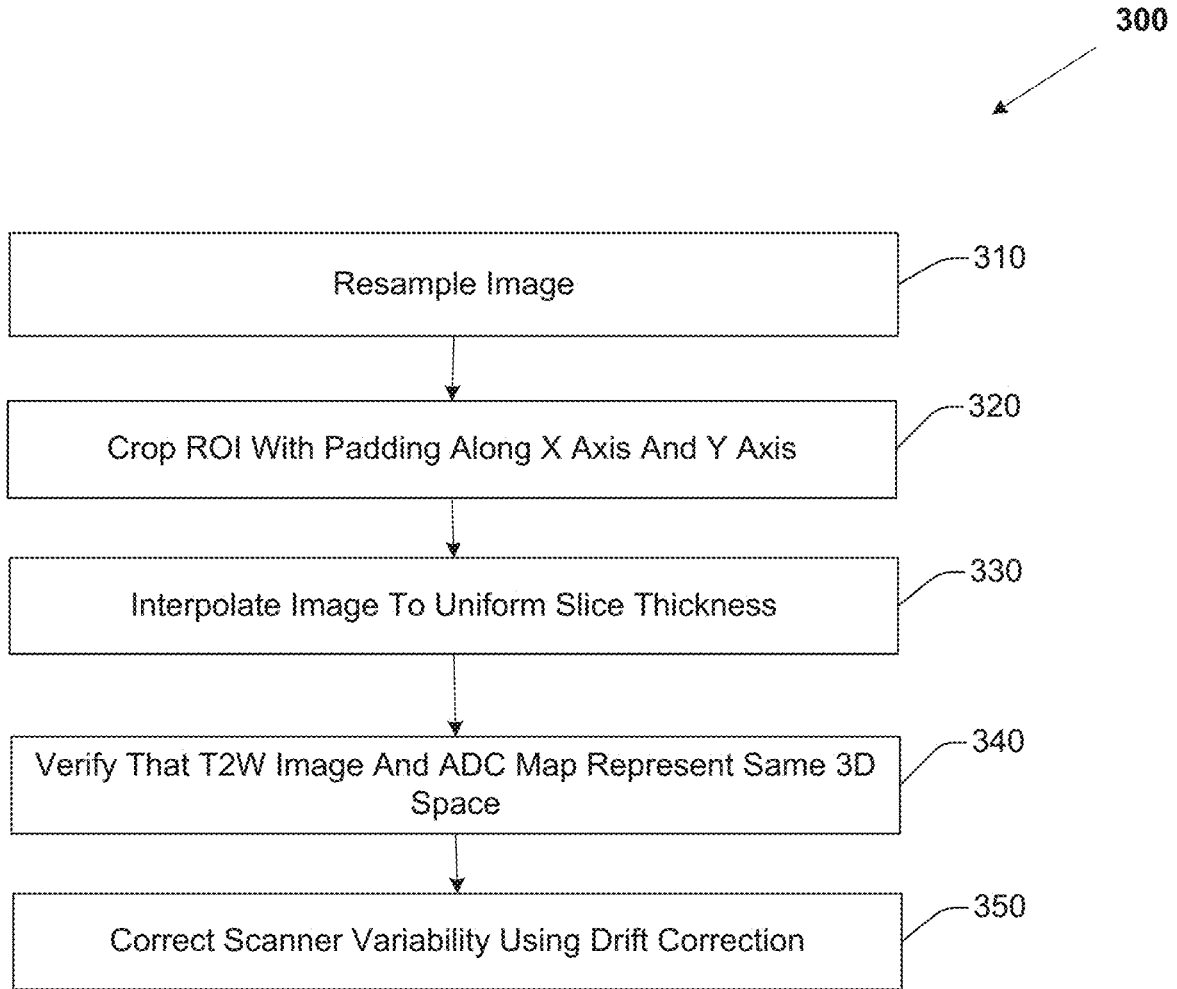 300
Resample Image
310
Crop ROI With Padding Along X Axis And Y Axis
320
Interpolate Image To Uniform Slice Thickness
330
Verify That T2W Image And ADC Map Represent Same 3D
Space
340
Correct Scanner Variability Using Drift Correction
350